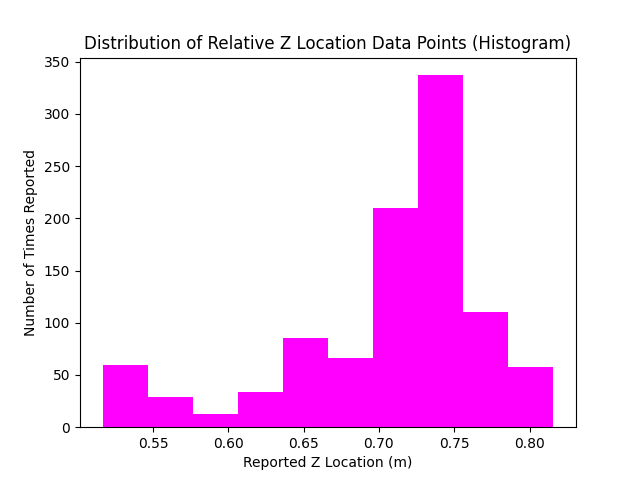 Distribution of Relative Z Location Data Points (Histogram)
350
300
250
200
150
100
50
0
Number of Times Reported
0.55 0.60 0.65 0.70 0.75 0.80
Reported Z Location (m)